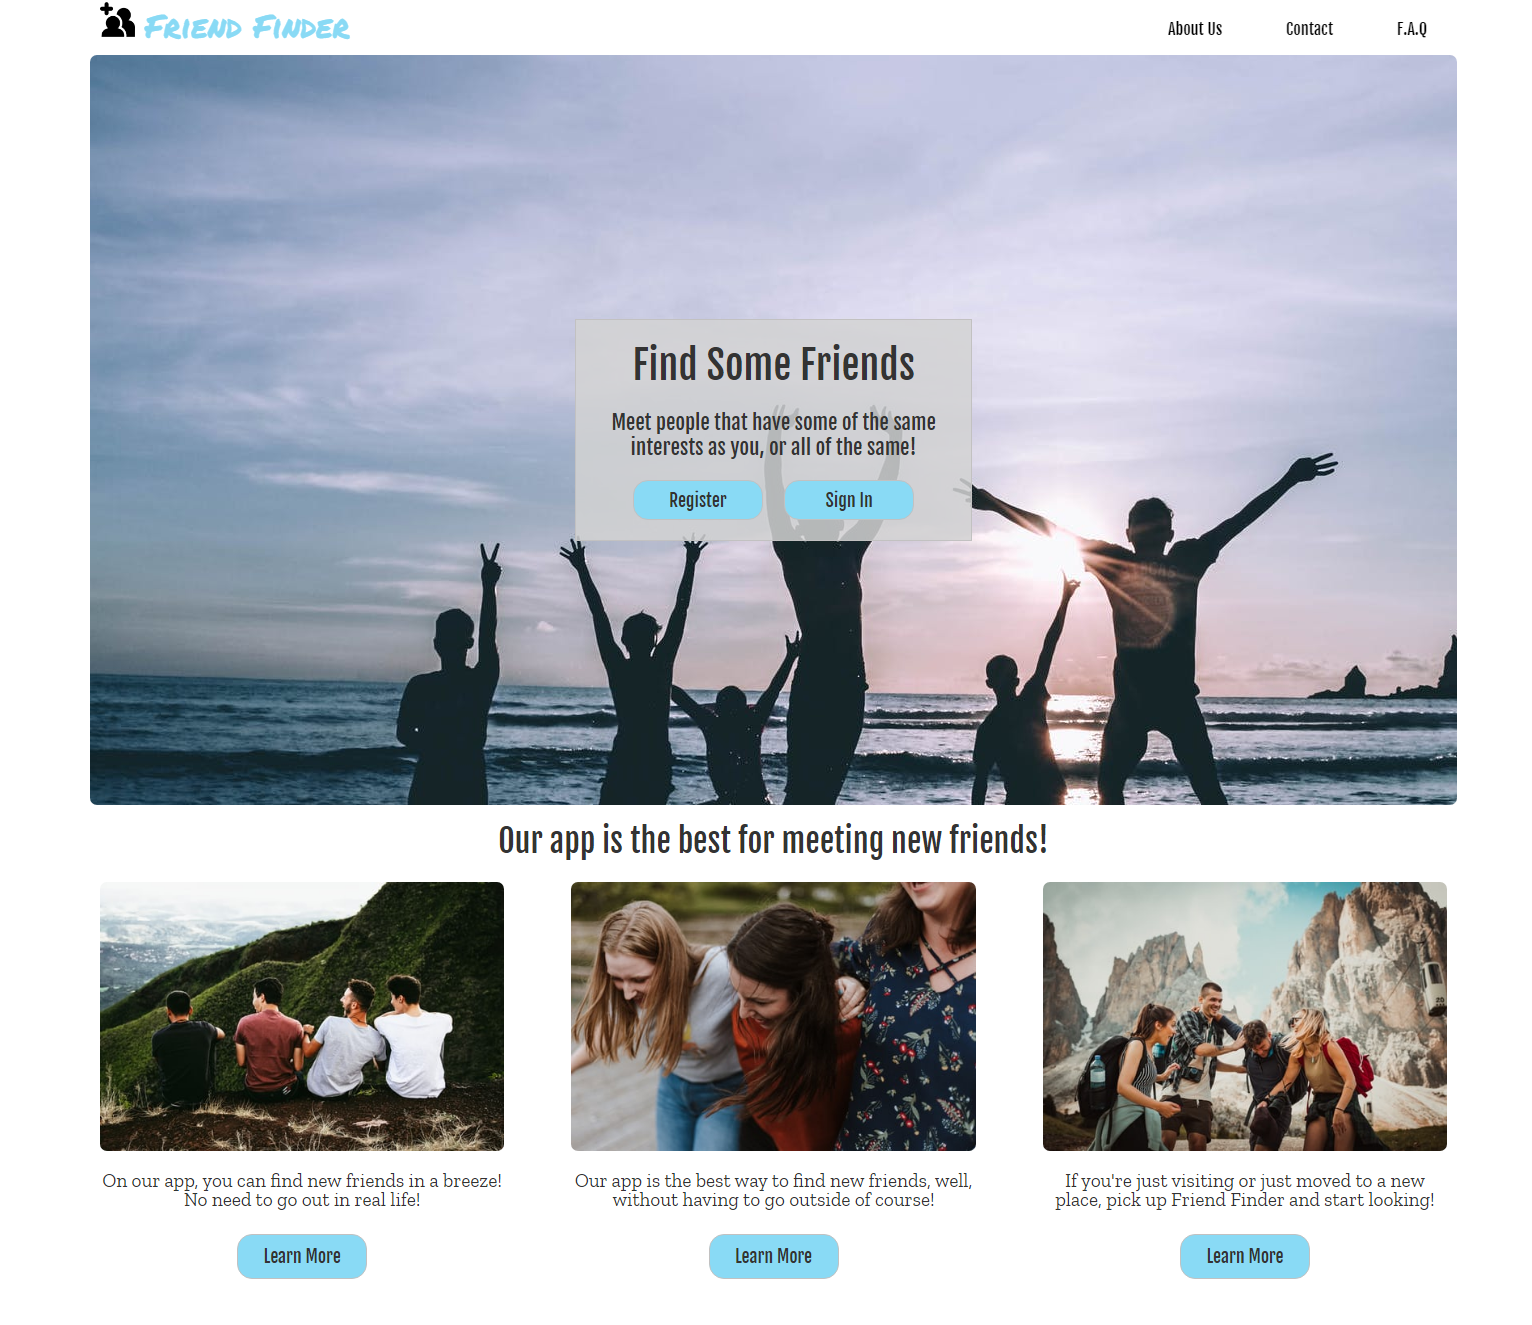 Friend Finder
About Us
Contact
F.A.Q
Find Some Friends
Meet people that have some of the same
interests as you, or all of the same!
Register
Sign In
Our app is the best for meeting new friends!
On our app, you can find new friends in a breeze!
No need to go out in real life!
Our app is the best way to find new friends, well,
without having to go outside of course!
If you're just visiting or just moved to a new
place, pick up Friend Finder and start looking!
Learn More
Learn More
Learn More